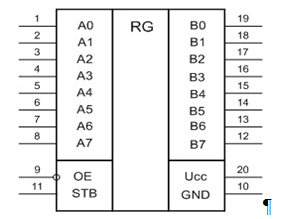 1 A0 RG B0 19
2 A1 B1 18
3 A2 B2 17
4 A3 B3 16
5 A4 B4 15
6 A5 B5 14
7 A6 B6 13
8 A7 B7 12
9 OE Ucc 20
11 STB GND 10
¶